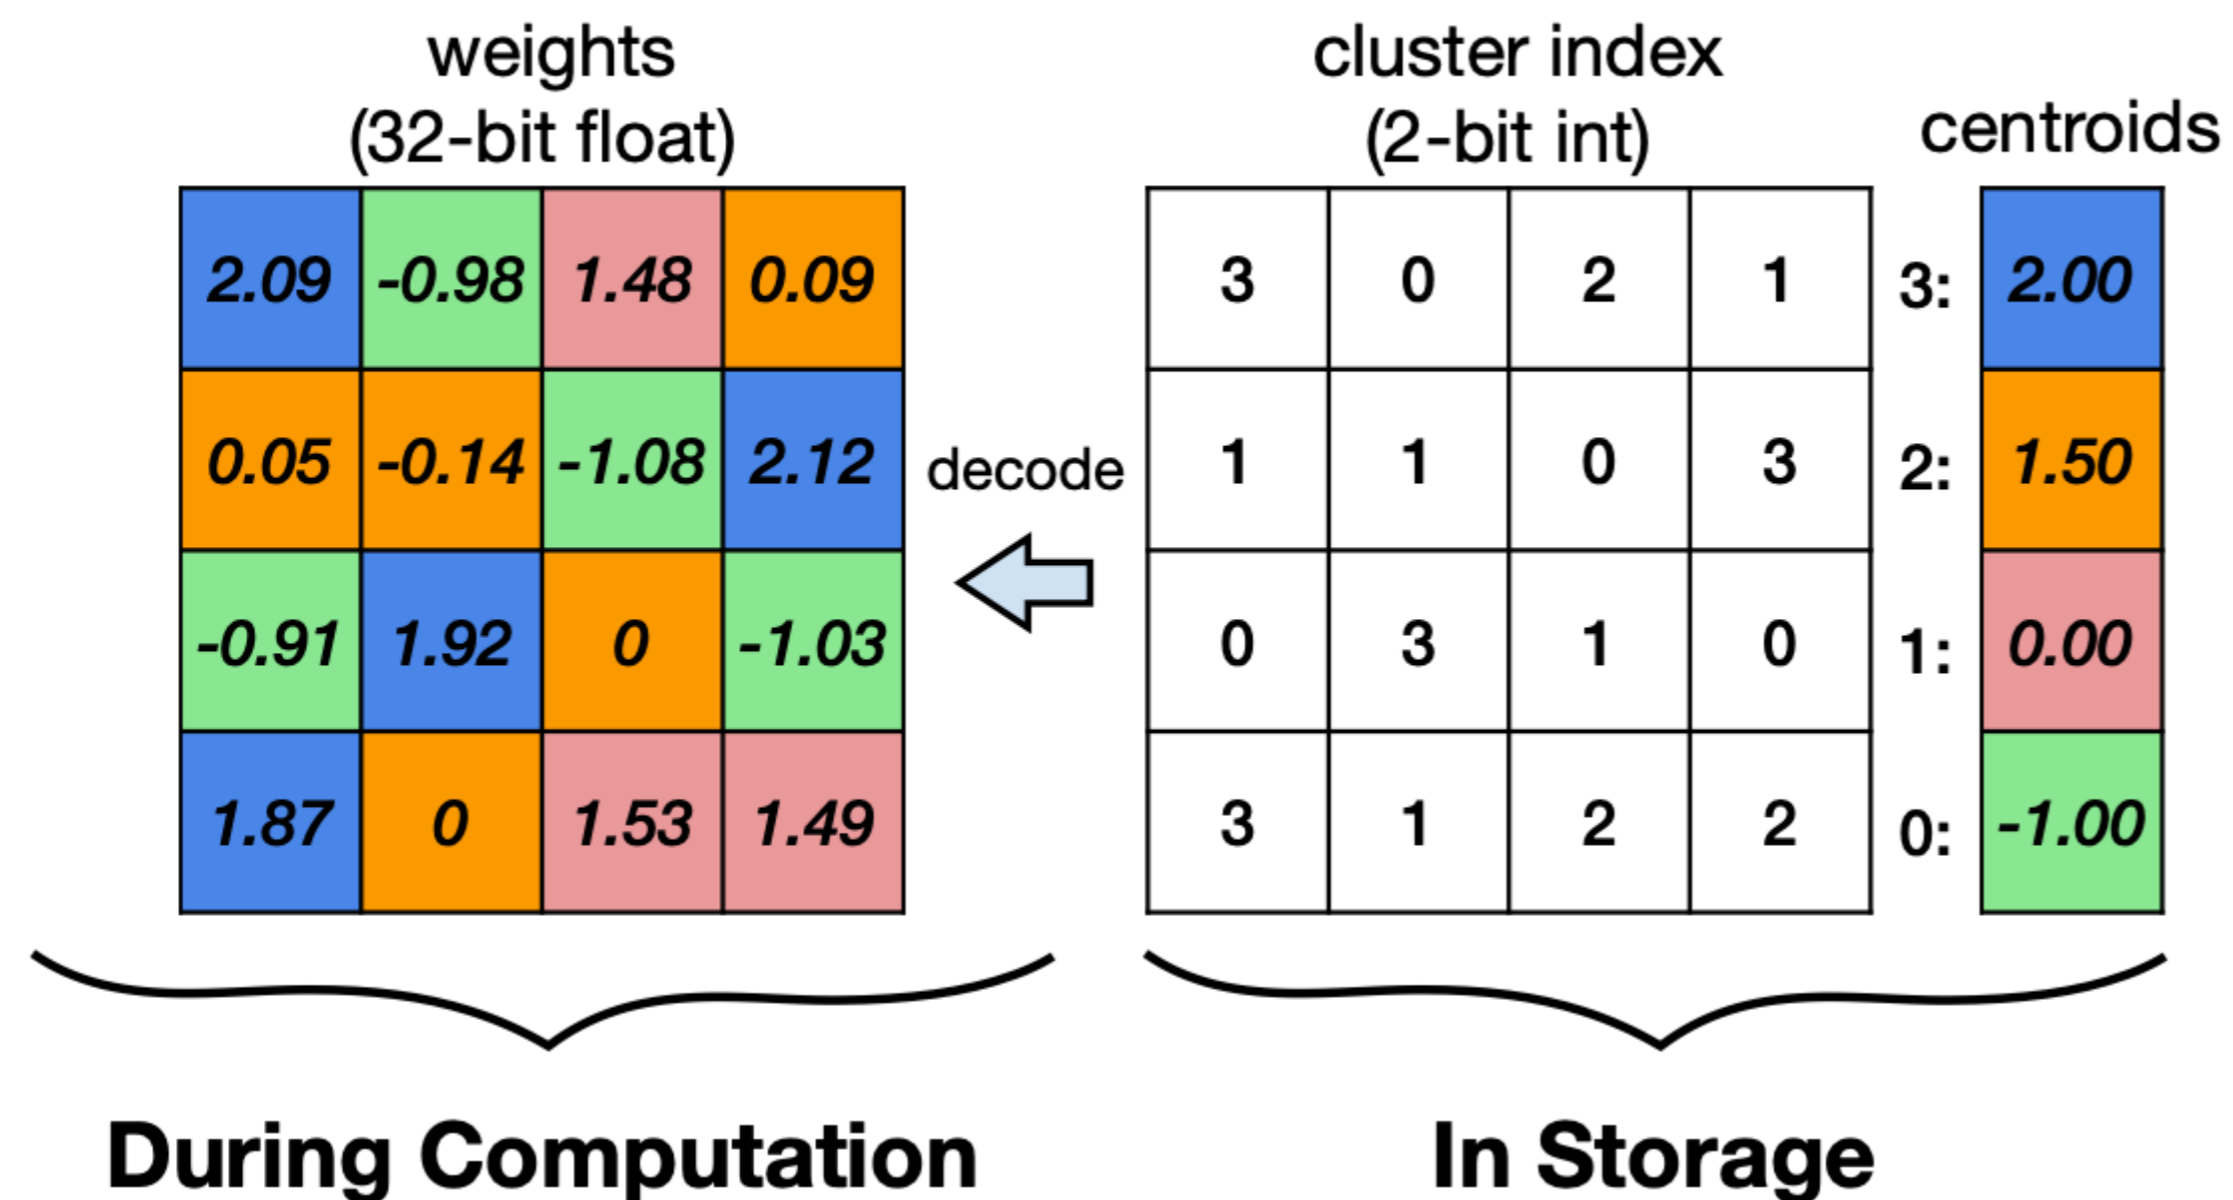 weights
(32-bit float)
cluster index
(2-bit int)
centroids
2.09 -0.98 1.48 0.09
0.05 -0.14 -1.08 2.12
-0.91 1.92 0 -1.03
1.87 0 1.53 1.49
decode
3 0 2 1
1 1 0 3
0 3 1 0
3 1 2 2
3: 2.00
2: 1.50
1: 0.00
0: -1.00
During Computation
In Storage